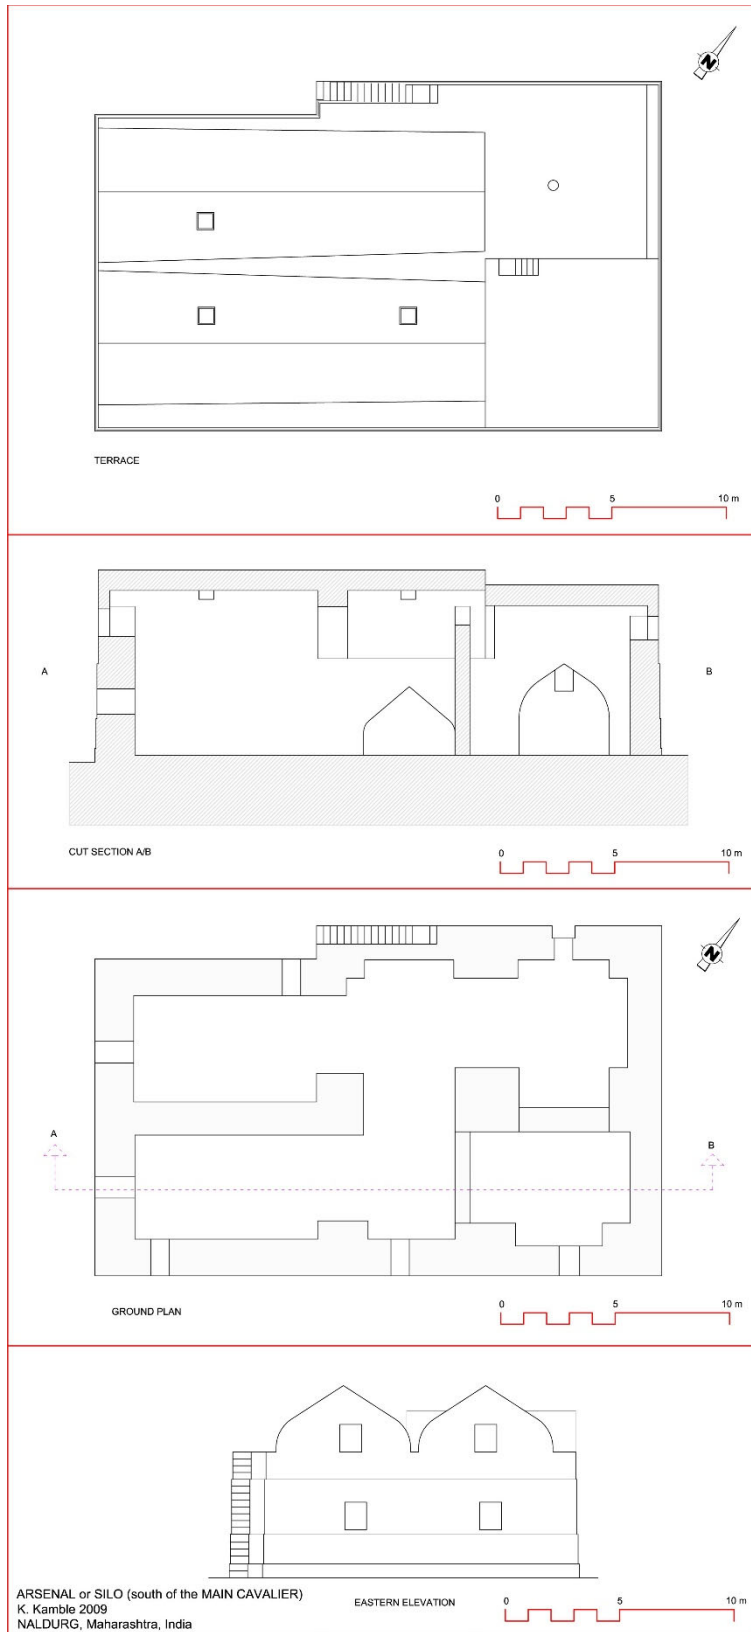 N
TERRACE
0 5 10 m
A B
CUT SECTION A/B
0 5 10 m
N
A B
GROUND PLAN
0 5 10 m
ARSENAL or SILO (south of the MAIN CAVALIER)
K. Kamble 2009
NALDURG, Maharashtra, India
EASTERN ELEVATION
0 5 10 m